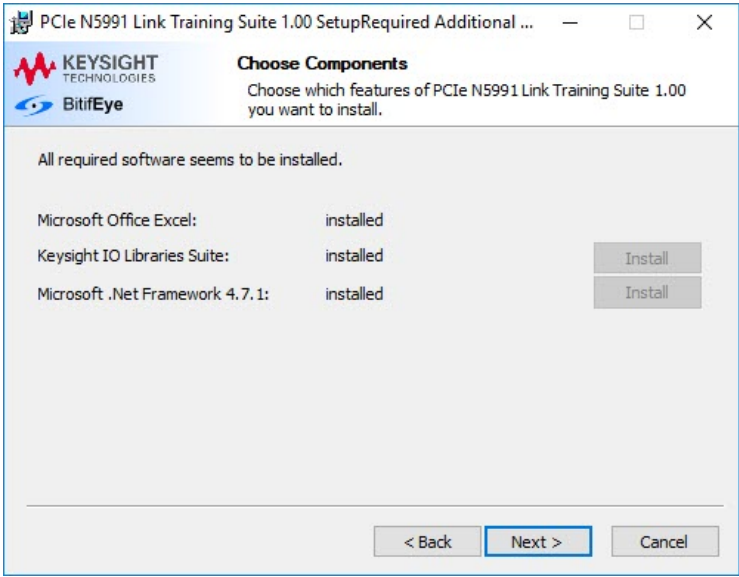 PCIe N5991 Link Training Suite 1.00 SetupRequired Additional ...
KEYSIGHT
TECHNOLOGIES
BitifEye
Choose Components
Choose which features of PCIe N5991 Link Training Suite 1.00
you want to install.
All required software seems to be installed.
Microsoft Office Excel: installed
Keysight IO Libraries Suite: installed Install
Microsoft .Net Framework 4.7.1: installed Install
< Back Next > Cancel